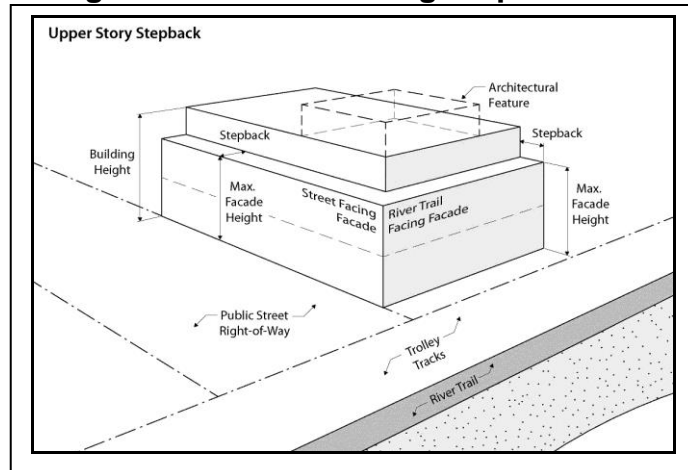 Upper Story Stepback
Architectural
Feature
Stepback
Stepback
Building
Height
Max.
Facade
Height
Street Facing
Facade
River Trail
Facing Facade
Max.
Facade
Height
Public Street
Right-of-Way
Trolley
Tracks
River Trail